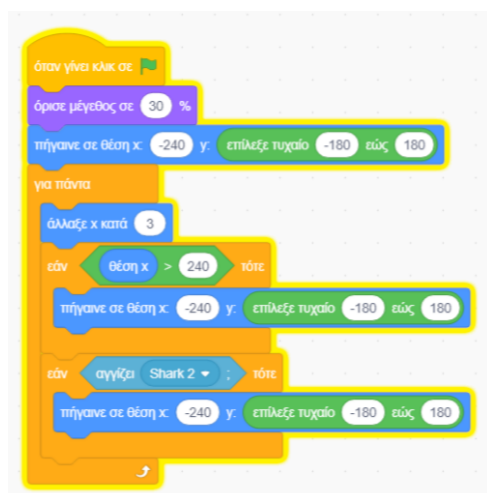 όταν γίνει κλικ σε
όρισε μέγεθος σε 30 %
πήγαινε σε θέση x: -240 y: επίλεξε τυχαίο -180 εώς 180
για πάντα
άλλαξε x κατά 3
εάν θέση x > 240 τότε
πήγαινε σε θέση x: -240 y: επίλεξε τυχαίο -180 εώς 180
εάν αγγίζει Shark 2 ; τότε
πήγαινε σε θέση x: -240 y: επίλεξε τυχαίο -180 εώς 180